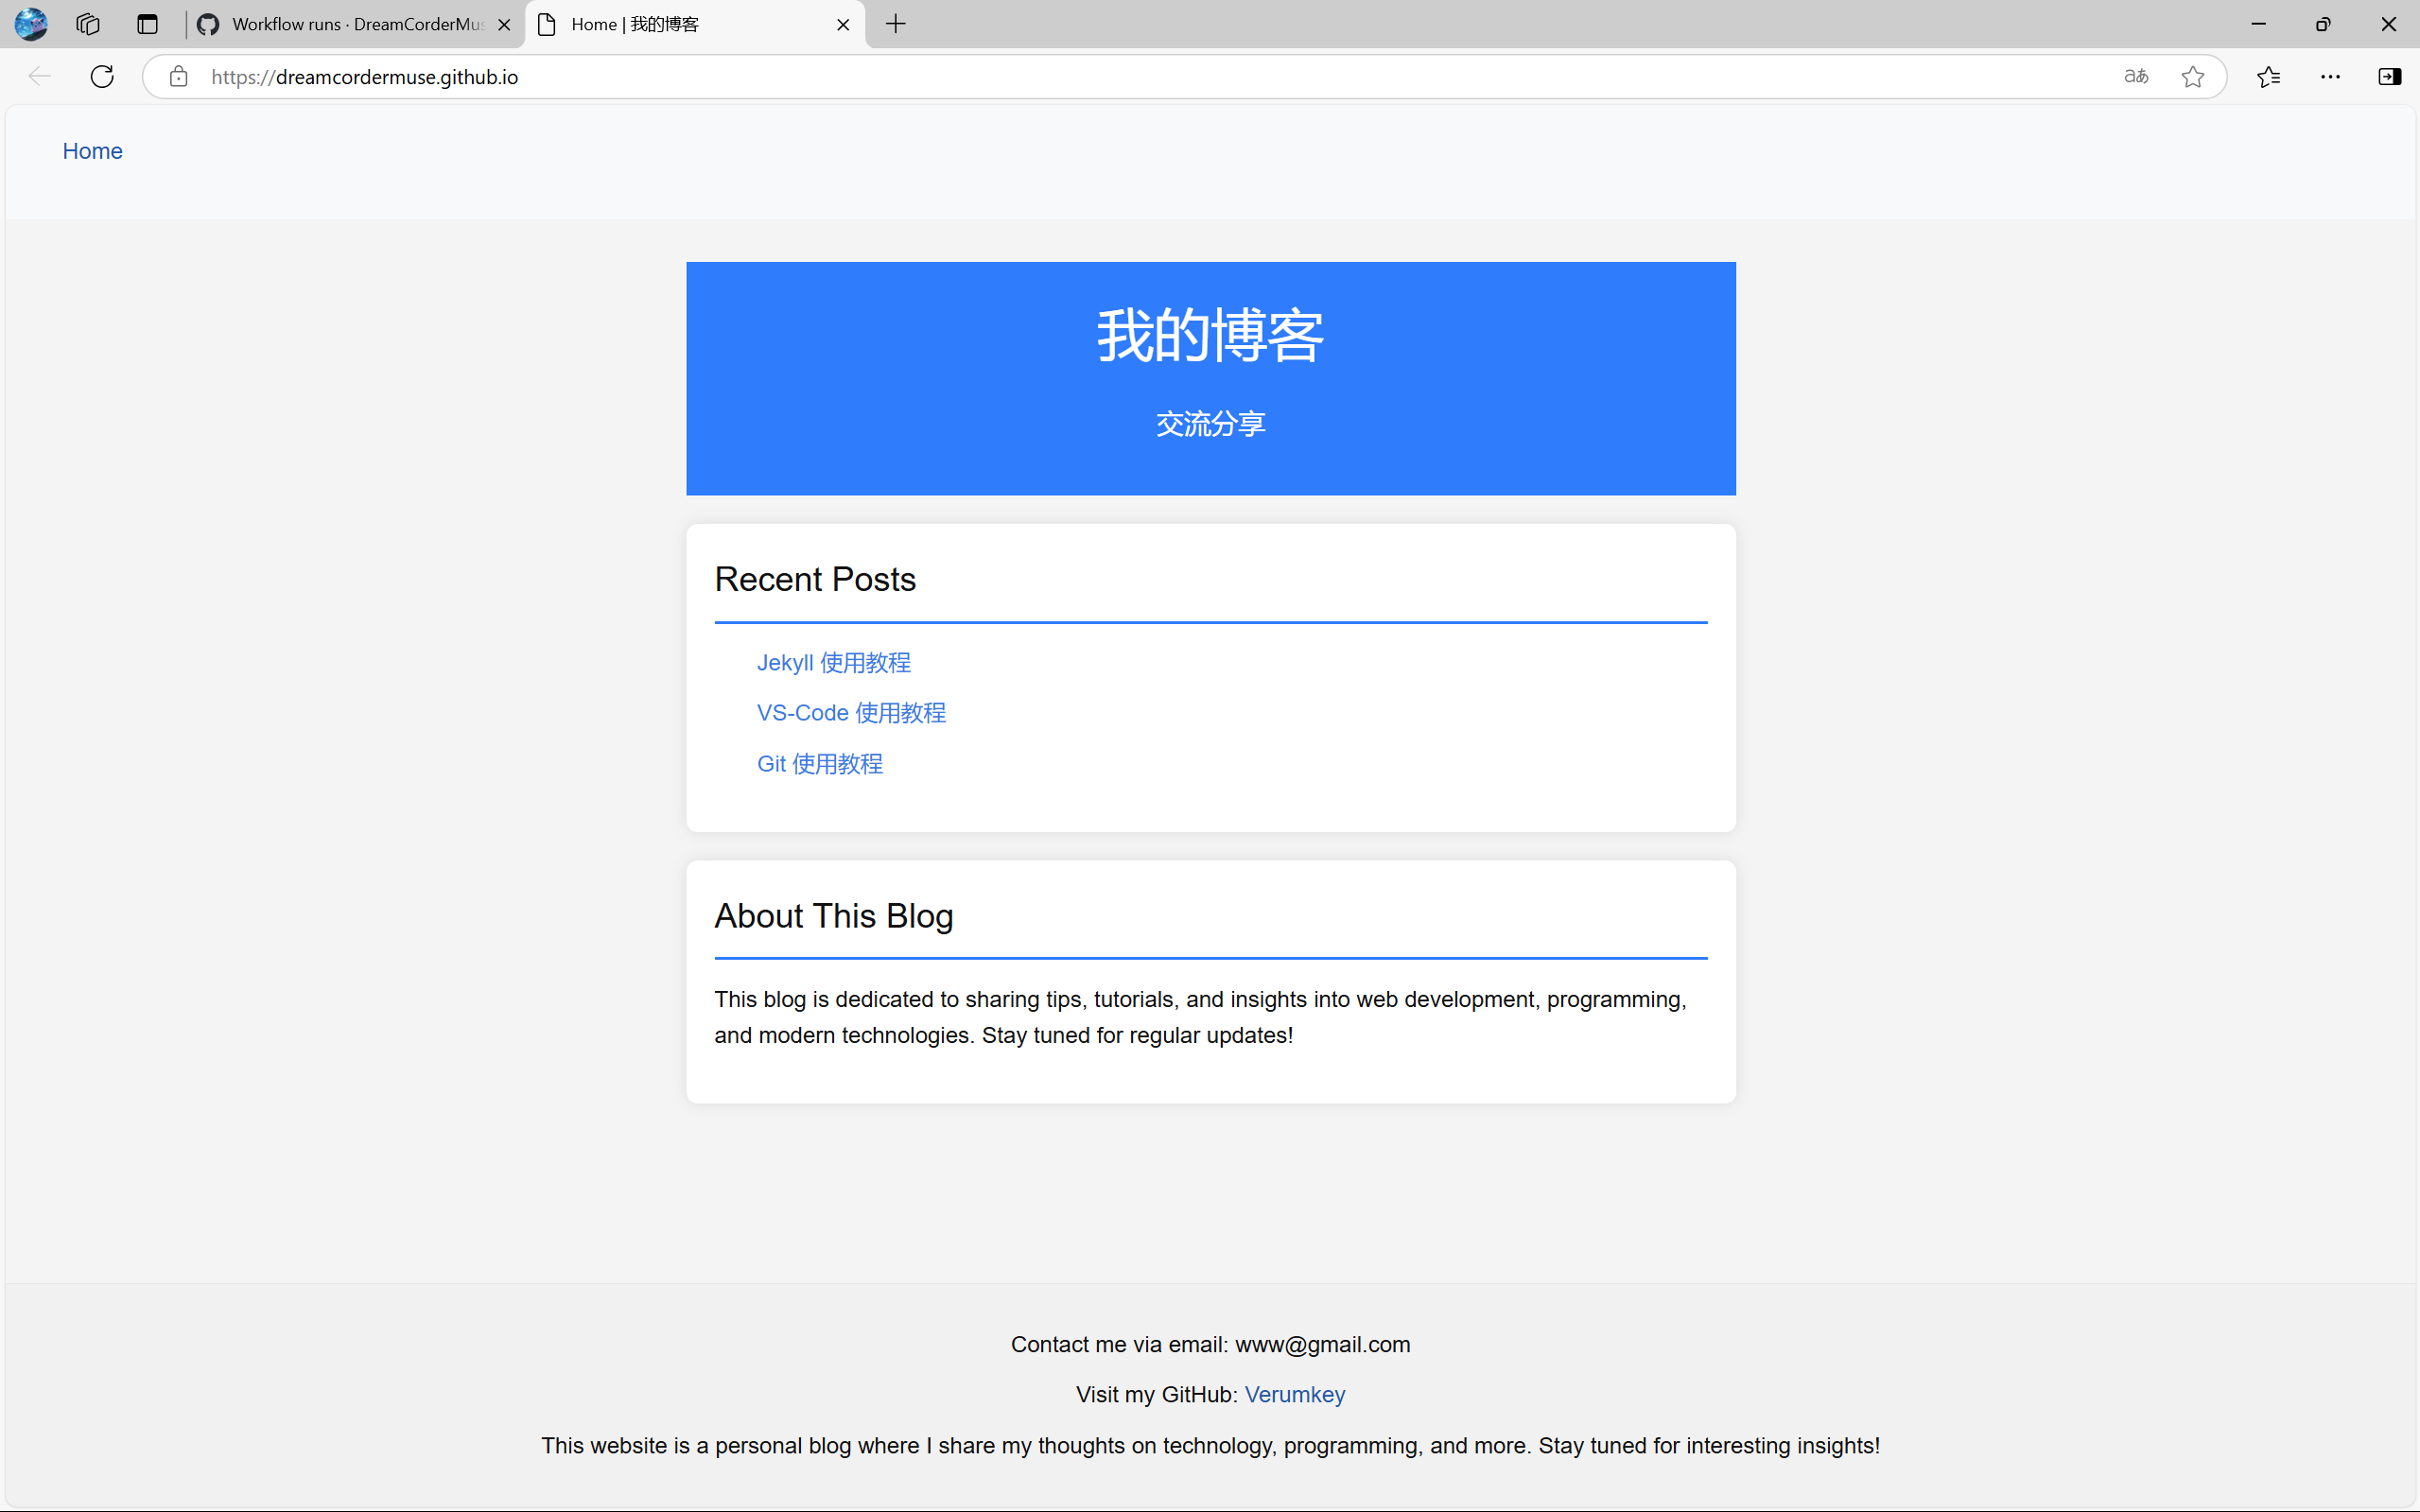 Workflow runs · DreamCorderMus
Home | 我的博客
https://dreamcordermuse.github.io
aあ
Home
我的博客
交流分享
Recent Posts
Jekyll 使用教程
VS-Code 使用教程
Git 使用教程
About This Blog
This blog is dedicated to sharing tips, tutorials, and insights into web development, programming,
and modern technologies. Stay tuned for regular updates!
Contact me via email: www@gmail.com
Visit my GitHub: Verumkey
This website is a personal blog where I share my thoughts on technology, programming, and more. Stay tuned for interesting insights!